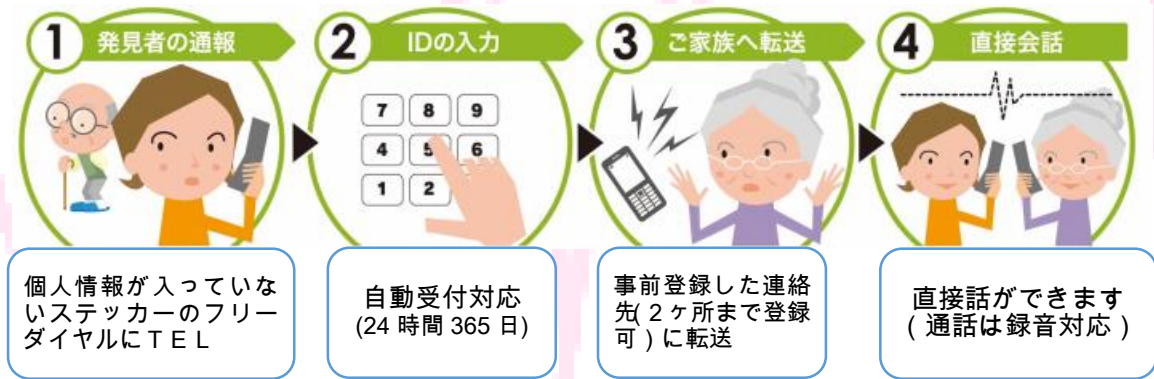 1 発見者の通報
2 IDの入力
3 ご家族へ転送
4 直接会話
7 8 9
4 5 6
1 2
個人情報が入っていな
いステッカーのフリー
ダイヤルにＴＥＬ
自動受付対応
(24 時間 365 日)
事前登録した連絡
先(２ヶ所まで登録
可)に転送
直接話ができます
(通話は録音対応)